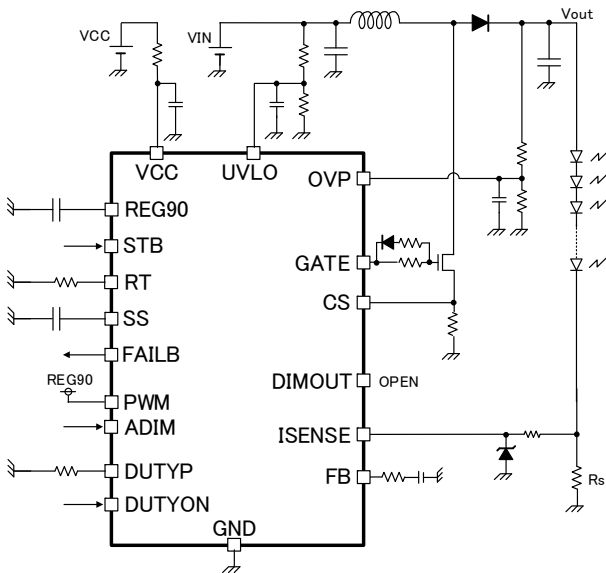 Vout
VCC
VIN
VCC
UVLO
OVP
REG90
STB
RT
GATE
CS
SS
FAILB
REG90
DIMOUT
OPEN
PWM
ADIM
ISENSE
DUTYP
FB
Rs
DUTYON
GND